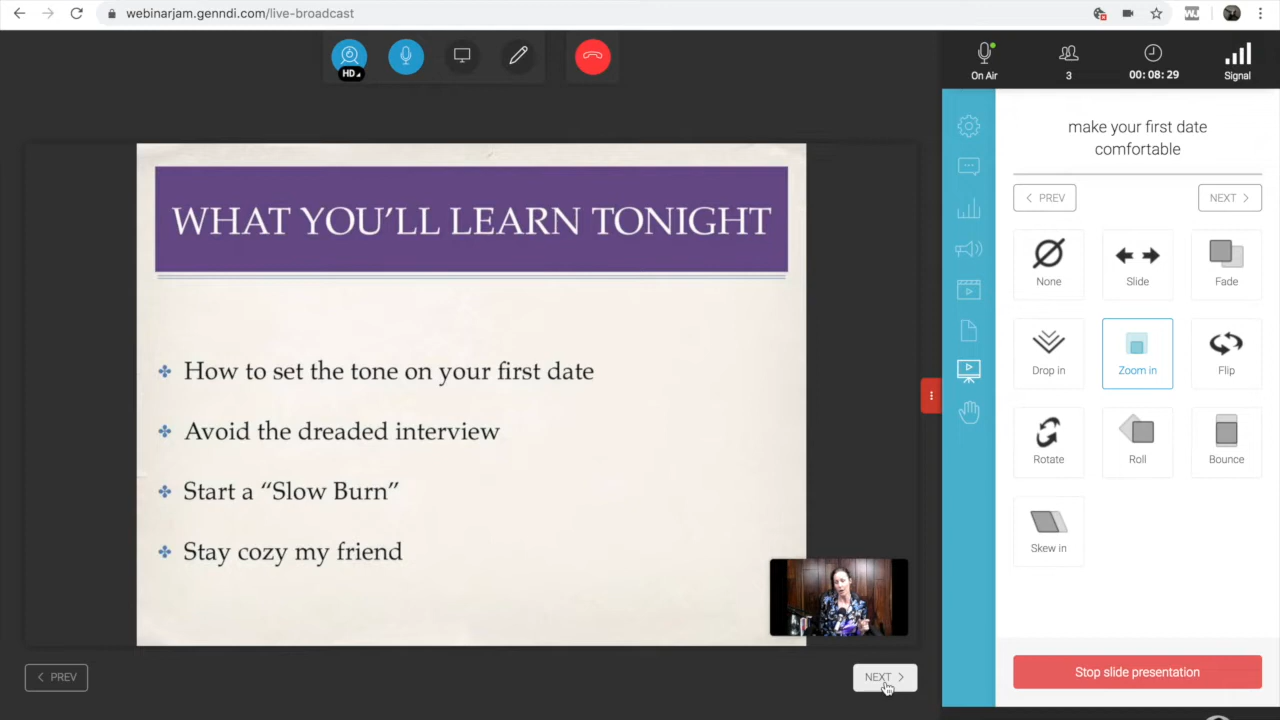 webinarjam.genndi.com/live-broadcast
WJ
HD
On Air
3
00:08:29
Signal
WHAT YOU’LL LEARN TONIGHT
How to set the tone on your first date
Avoid the dreaded interview
Start a “Slow Burn”
Stay cozy my friend
PREV
NEXT
make your first date
comfortable
PREV
NEXT
None
Slide
Fade
Drop in
Zoom in
Flip
Rotate
Roll
Bounce
Skew in
Stop slide presentation